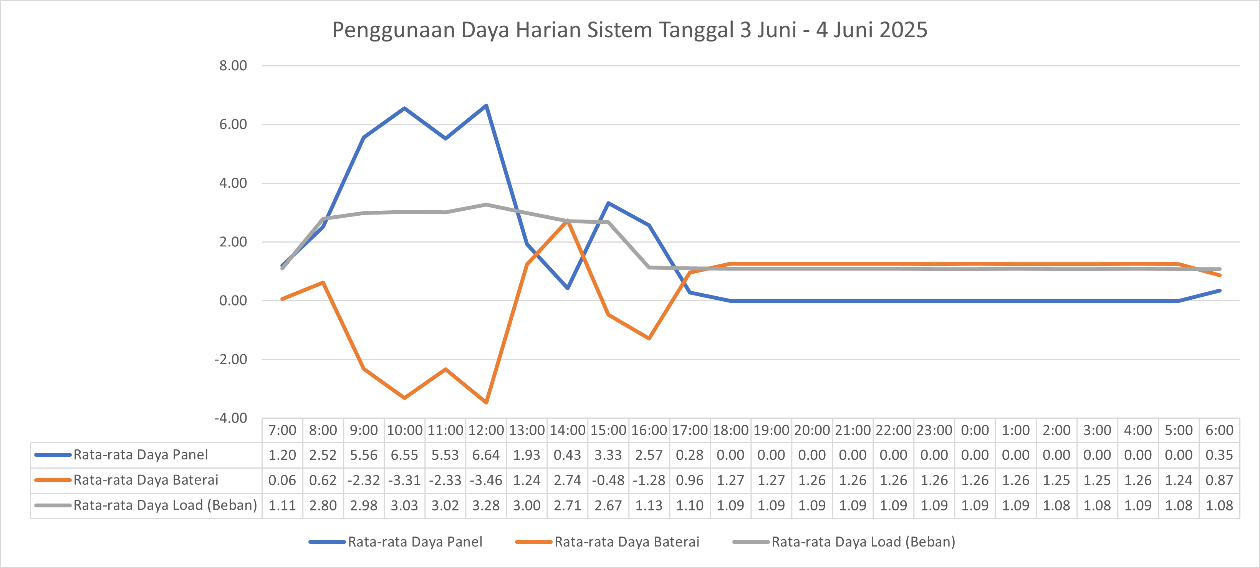 Penggunaan Daya Harian Sistem Tanggal 3 Juni - 4 Juni 2025
8.00
6.00
4.00
2.00
0.00
-2.00
-4.00
7:00 8:00 9:00 10:00 11:00 12:00 13:00 14:00 15:00 16:00 17:00 18:00 19:00 20:00 21:00 22:00 23:00 0:00 1:00 2:00 3:00 4:00 5:00 6:00
Rata-rata Daya Panel 1.20 2.52 5.56 6.55 5.53 6.64 1.93 0.43 3.33 2.57 0.28 0.00 0.00 0.00 0.00 0.00 0.00 0.00 0.00 0.00 0.00 0.00 0.00 0.35
Rata-rata Daya Baterai 0.06 0.62 -2.32 -3.31 -2.33 -3.46 1.24 2.74 -0.48 -1.28 0.96 1.27 1.27 1.26 1.26 1.26 1.26 1.26 1.26 1.25 1.25 1.26 1.24 0.87
Rata-rata Daya Load (Beban) 1.11 2.80 2.98 3.03 3.02 3.28 3.00 2.71 2.67 1.13 1.10 1.09 1.09 1.09 1.09 1.09 1.09 1.09 1.09 1.08 1.08 1.09 1.08 1.08
Rata-rata Daya Panel Rata-rata Daya Baterai Rata-rata Daya Load (Beban)